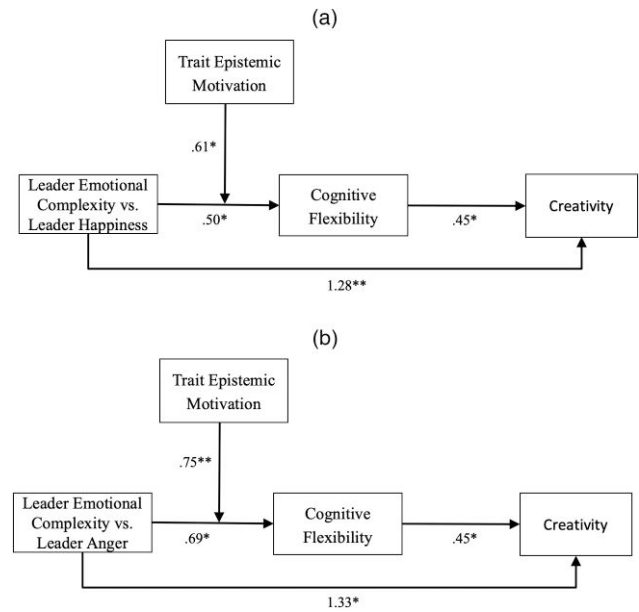 (a)
Trait Epistemic
Motivation
.61*
Leader Emotional
Complexity vs.
Leader Happiness
.50*
Cognitive
Flexibility
.45*
Creativity
1.28**
(b)
Trait Epistemic
Motivation
.75**
Leader Emotional
Complexity vs.
Leader Anger
.69*
Cognitive
Flexibility
.45*
Creativity
1.33*